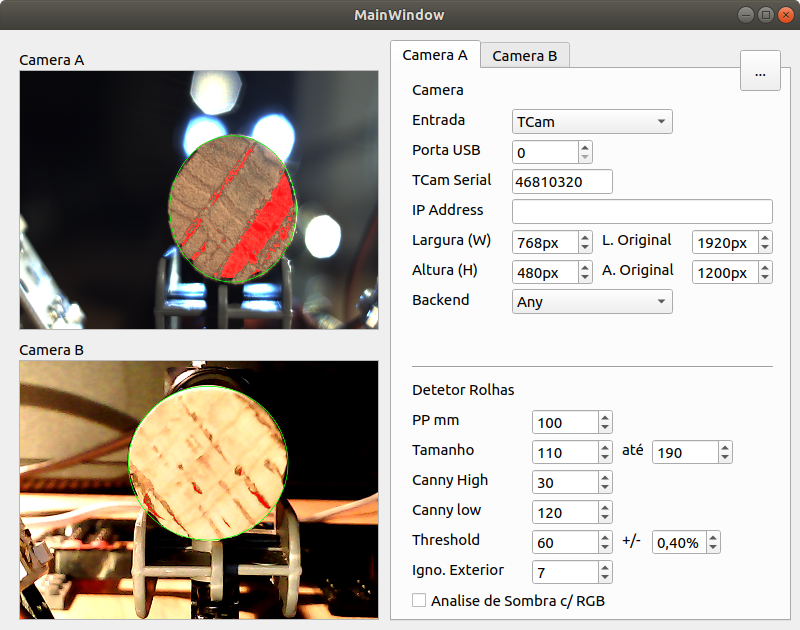 MainWindow
Camera A
Camera B
Camera A Camera B
...
Camera
Entrada TCam
Porta USB 0
TCam Serial 46810320
IP Address
Largura (W) 768px L. Original 1920px
Altura (H) 480px A. Original 1200px
Backend Any
Detetor Rolhas
PP mm 100
Tamanho 110 até 190
Canny High 30
Canny low 120
Threshold 60 +/- 0,40%
Igno. Exterior 7
Analise de Sombra c/ RGB